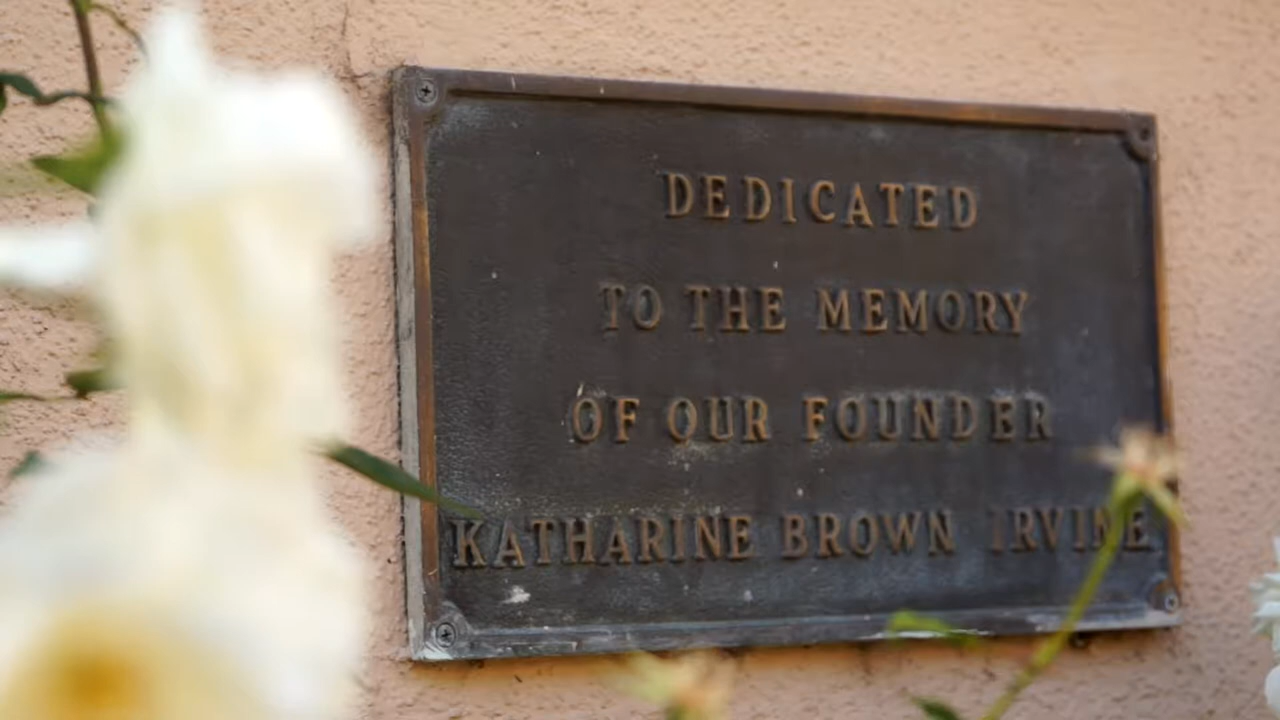 DEDICATED
TO THE MEMORY
OF OUR FOUNDER
KATHARINE BROWN IRVINE